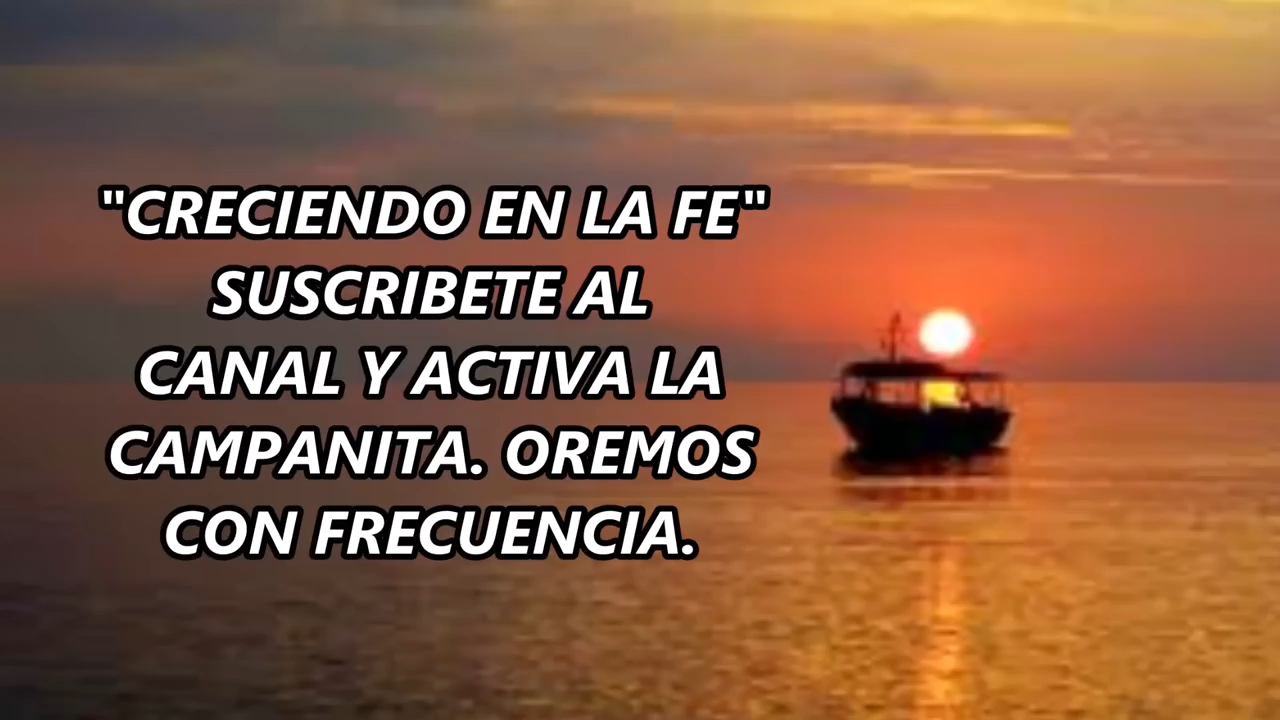 "CRECIENDO EN LA FE"
SUSCRIBETE AL
CANAL Y ACTIVA LA
CAMPANITA. OREMOS
CON FRECUENCIA.